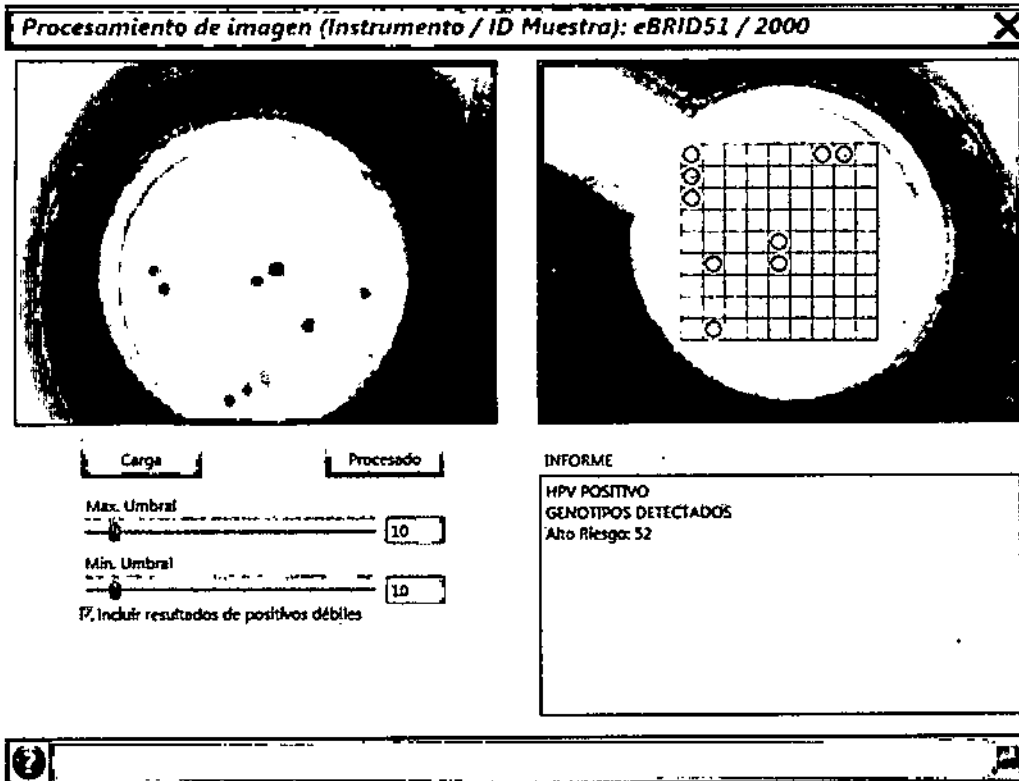 Procesamiento de imagen (Instrumento / ID Muestra): eBRID51 / 2000
Carga
Procesado
Max. Umbral
10
Min. Umbral
10
Incluir resultados de positivos débiles
INFORME
HPV POSITIVO
GENOTIPOS DETECTADOS
Alto Riesgo: 52